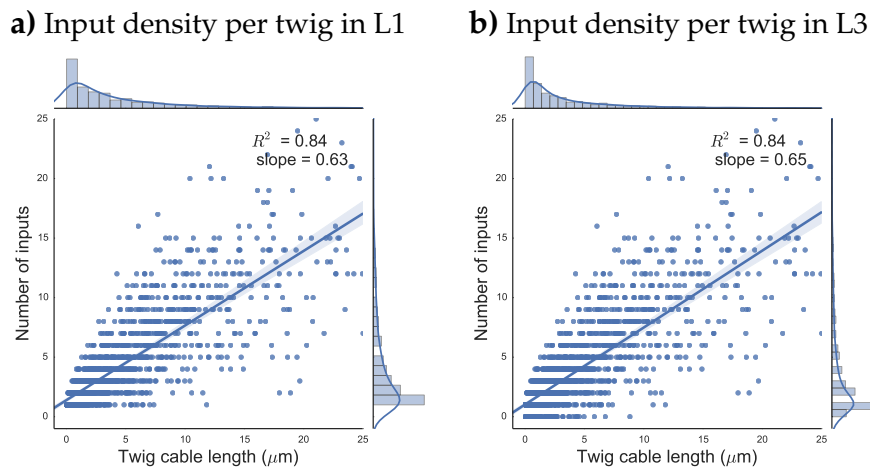 a) Input density per twig in L1
R² = 0.84
slope = 0.63
25
20
15
10
5
0
Number of inputs
0 5 10 15 20 25
Twig cable length (μm)
b) Input density per twig in L3
R² = 0.84
slope = 0.65
25
20
15
10
5
0
Number of inputs
0 5 10 15 20 25
Twig cable length (μm)